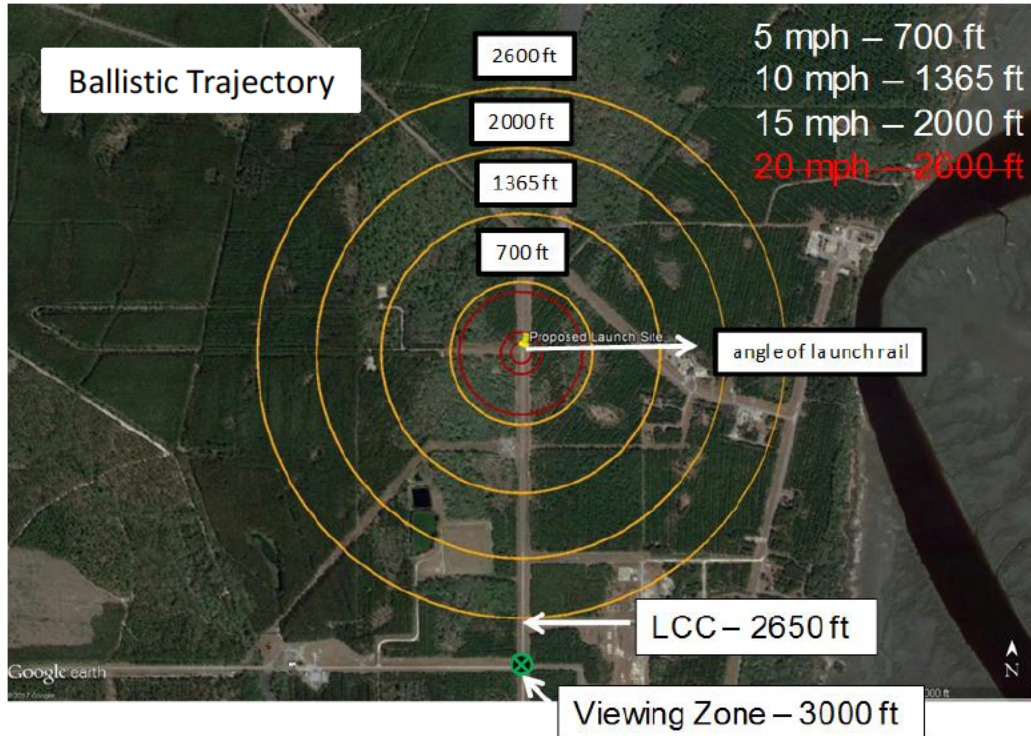 Ballistic Trajectory
5 mph – 700 ft
10 mph – 1365 ft
15 mph – 2000 ft
20 mph – 2600 ft
2600 ft
2000 ft
1365 ft
700 ft
Proposed Launch Site
angle of launch rail
LCC – 2650 ft
Viewing Zone – 3000 ft
Google earth
N